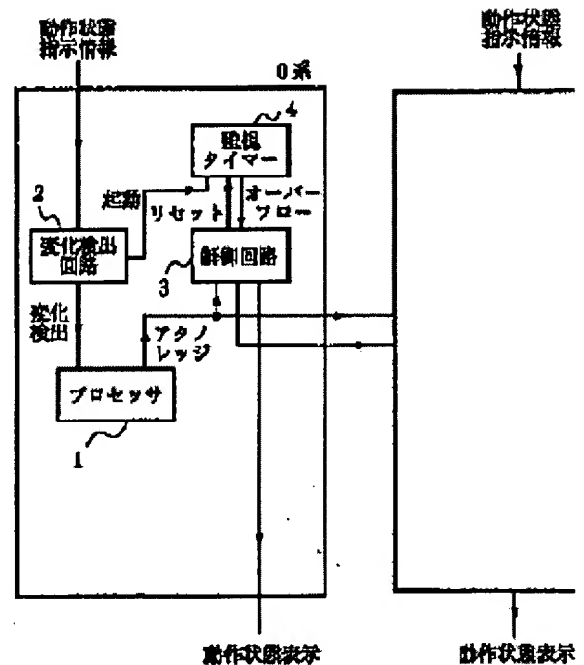 動作状態
指示情報
動作状態
指示情報
0系
4
監視
タイマー
2
起動
リセット
オーバー
フロー
変化検出
回路
制御回路
3
変化
検出
アクノ
レッジ
プロセッサ
1
動作状態表示
動作状態表示